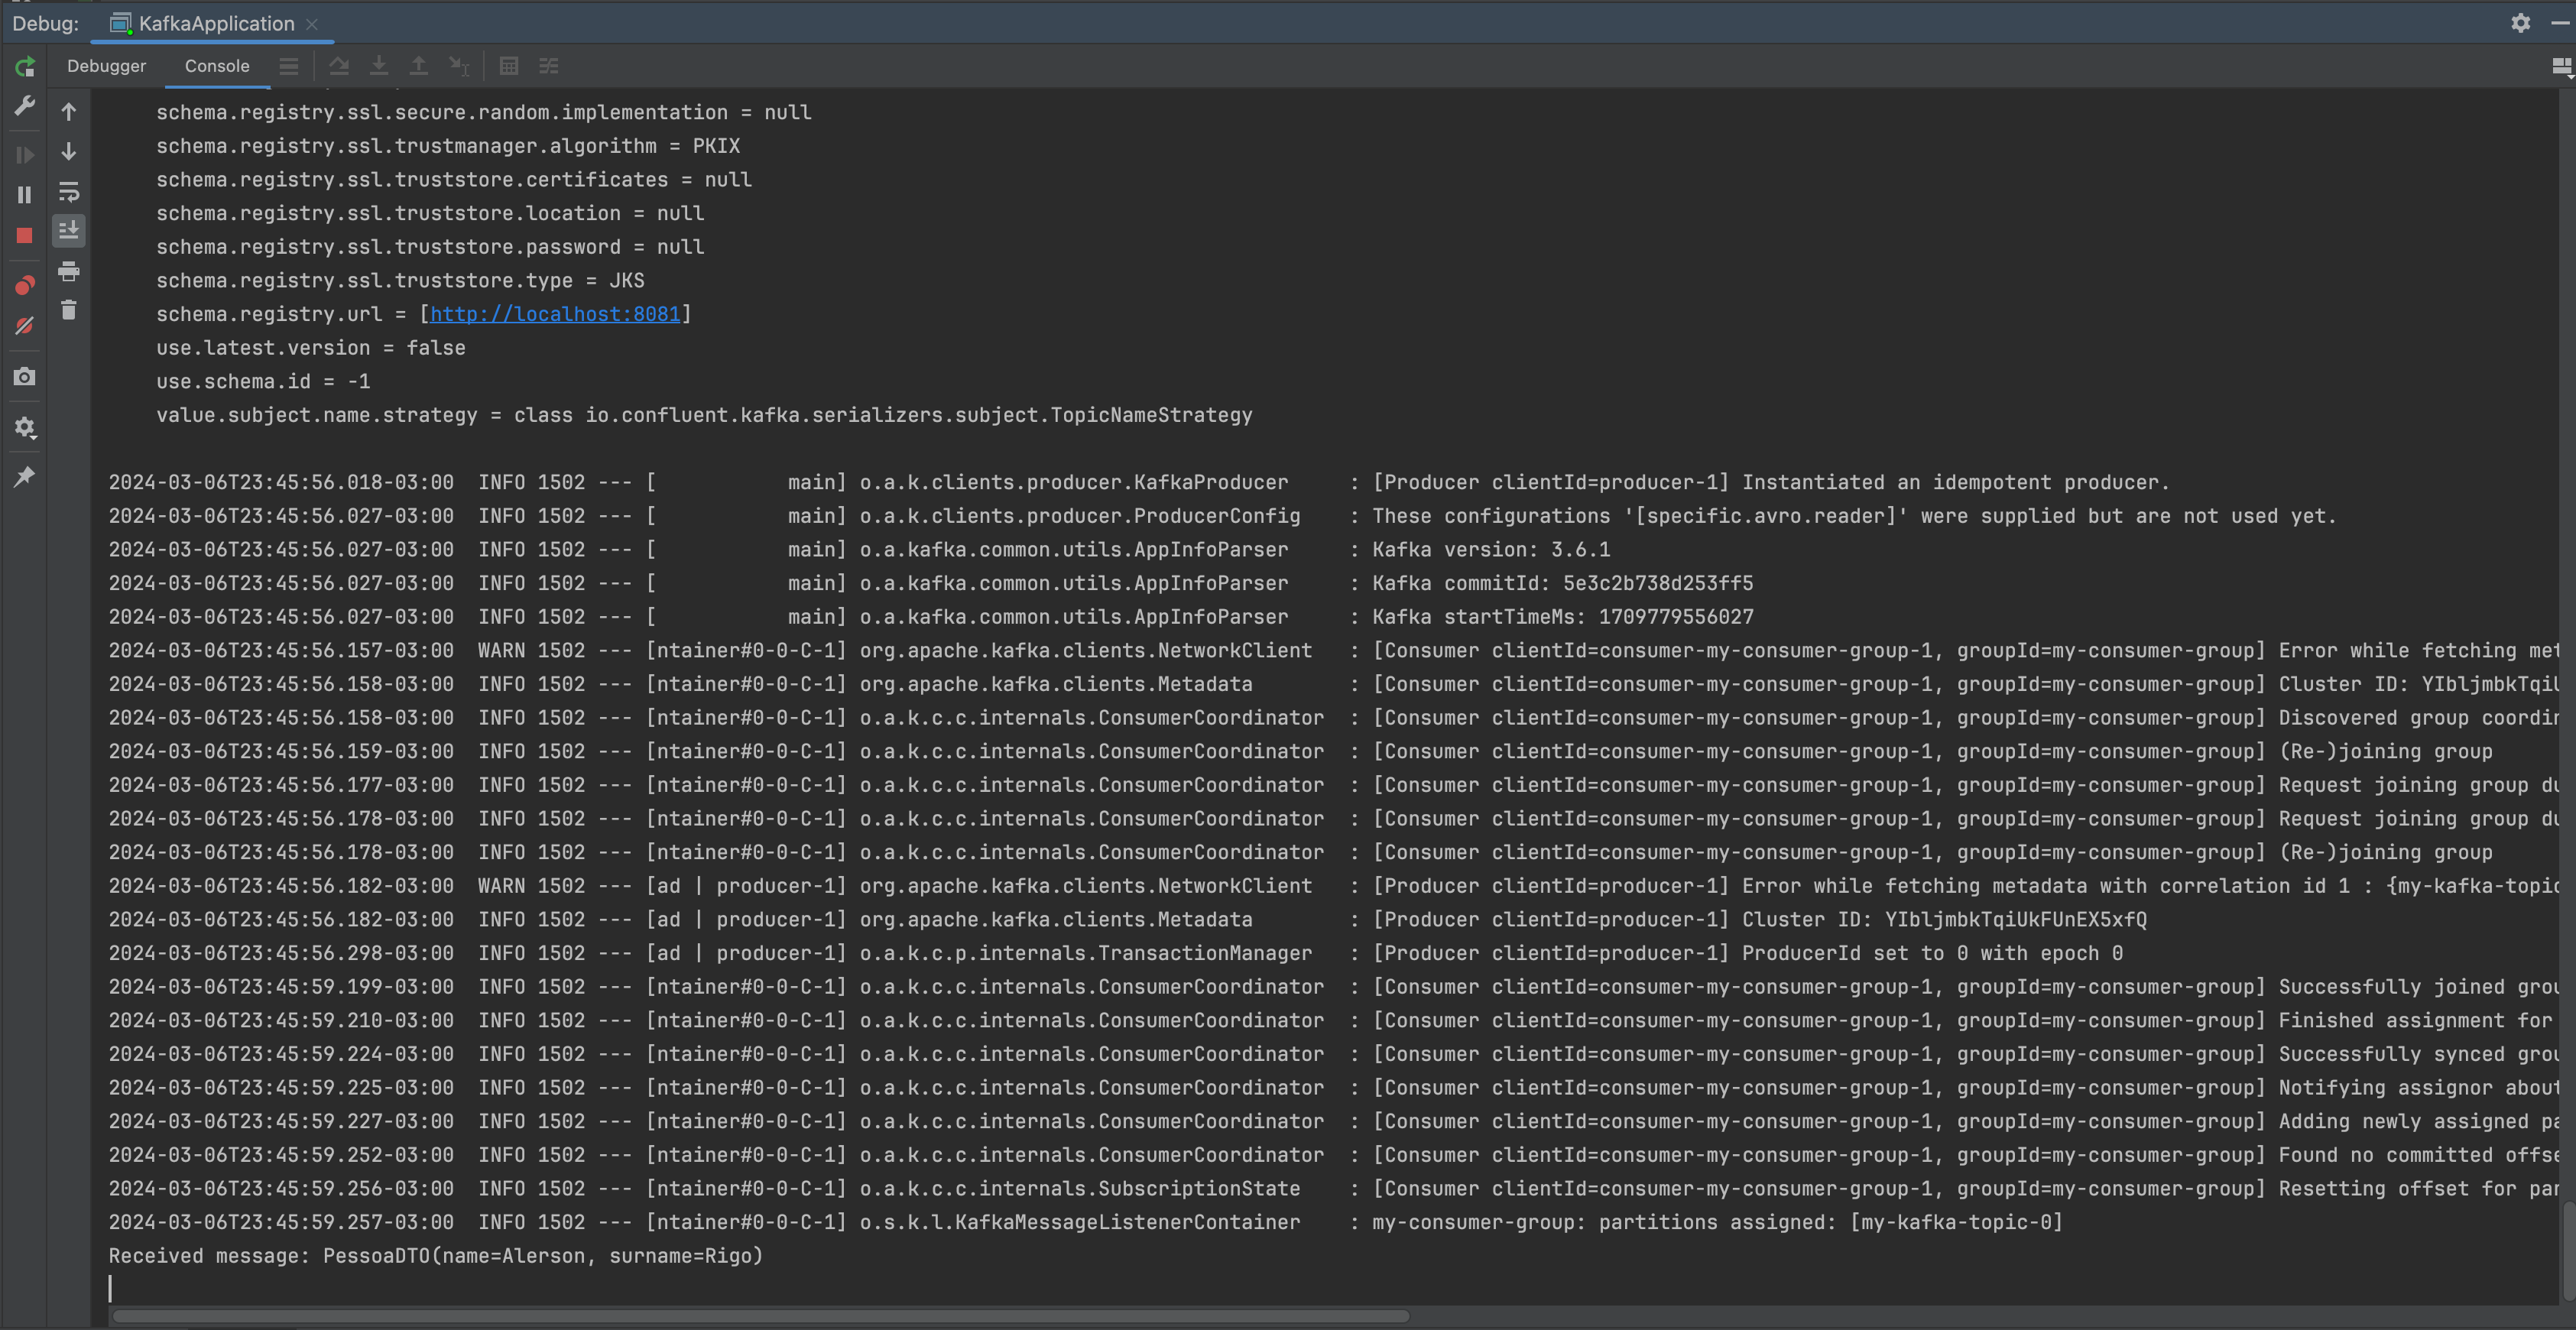 Debug: KafkaApplication
Debugger Console
schema.registry.ssl.secure.random.implementation = null
schema.registry.ssl.trustmanager.algorithm = PKIX
schema.registry.ssl.truststore.certificates = null
schema.registry.ssl.truststore.location = null
schema.registry.ssl.truststore.password = null
schema.registry.ssl.truststore.type = JKS
schema.registry.url = [http://localhost:8081]
use.latest.version = false
use.schema.id = -1
value.subject.name.strategy = class io.confluent.kafka.serializers.subject.TopicNameStrategy
2024-03-06T23:45:56.018-03:00  INFO 1502 --- [           main] o.a.k.clients.producer.KafkaProducer     : [Producer clientId=producer-1] Instantiated an idempotent producer.
2024-03-06T23:45:56.027-03:00  INFO 1502 --- [           main] o.a.k.clients.producer.ProducerConfig    : These configurations '[specific.avro.reader]' were supplied but are not used yet.
2024-03-06T23:45:56.027-03:00  INFO 1502 --- [           main] o.a.kafka.common.utils.AppInfoParser     : Kafka version: 3.6.1
2024-03-06T23:45:56.027-03:00  INFO 1502 --- [           main] o.a.kafka.common.utils.AppInfoParser     : Kafka commitId: 5e3c2b738d253ff5
2024-03-06T23:45:56.027-03:00  INFO 1502 --- [           main] o.a.kafka.common.utils.AppInfoParser     : Kafka startTimeMs: 1709779556027
2024-03-06T23:45:56.157-03:00  WARN 1502 --- [ntainer#0-0-C-1] org.apache.kafka.clients.NetworkClient   : [Consumer clientId=consumer-my-consumer-group-1, groupId=my-consumer-group] Error while fetching met
2024-03-06T23:45:56.158-03:00  INFO 1502 --- [ntainer#0-0-C-1] org.apache.kafka.clients.Metadata        : [Consumer clientId=consumer-my-consumer-group-1, groupId=my-consumer-group] Cluster ID: YIbljmbkTqiU
2024-03-06T23:45:56.158-03:00  INFO 1502 --- [ntainer#0-0-C-1] o.a.k.c.c.internals.ConsumerCoordinator  : [Consumer clientId=consumer-my-consumer-group-1, groupId=my-consumer-group] Discovered group coordin
2024-03-06T23:45:56.159-03:00  INFO 1502 --- [ntainer#0-0-C-1] o.a.k.c.c.internals.ConsumerCoordinator  : [Consumer clientId=consumer-my-consumer-group-1, groupId=my-consumer-group] (Re-)joining group
2024-03-06T23:45:56.177-03:00  INFO 1502 --- [ntainer#0-0-C-1] o.a.k.c.c.internals.ConsumerCoordinator  : [Consumer clientId=consumer-my-consumer-group-1, groupId=my-consumer-group] Request joining group du
2024-03-06T23:45:56.178-03:00  INFO 1502 --- [ntainer#0-0-C-1] o.a.k.c.c.internals.ConsumerCoordinator  : [Consumer clientId=consumer-my-consumer-group-1, groupId=my-consumer-group] Request joining group du
2024-03-06T23:45:56.178-03:00  INFO 1502 --- [ntainer#0-0-C-1] o.a.k.c.c.internals.ConsumerCoordinator  : [Consumer clientId=consumer-my-consumer-group-1, groupId=my-consumer-group] (Re-)joining group
2024-03-06T23:45:56.182-03:00  WARN 1502 --- [ad | producer-1] org.apache.kafka.clients.NetworkClient   : [Producer clientId=producer-1] Error while fetching metadata with correlation id 1 : {my-kafka-topic
2024-03-06T23:45:56.182-03:00  INFO 1502 --- [ad | producer-1] org.apache.kafka.clients.Metadata        : [Producer clientId=producer-1] Cluster ID: YIbljmbkTqiUkFUnEX5xfQ
2024-03-06T23:45:56.298-03:00  INFO 1502 --- [ad | producer-1] o.a.k.c.p.internals.TransactionManager   : [Producer clientId=producer-1] ProducerId set to 0 with epoch 0
2024-03-06T23:45:59.199-03:00  INFO 1502 --- [ntainer#0-0-C-1] o.a.k.c.c.internals.ConsumerCoordinator  : [Consumer clientId=consumer-my-consumer-group-1, groupId=my-consumer-group] Successfully joined grou
2024-03-06T23:45:59.210-03:00  INFO 1502 --- [ntainer#0-0-C-1] o.a.k.c.c.internals.ConsumerCoordinator  : [Consumer clientId=consumer-my-consumer-group-1, groupId=my-consumer-group] Finished assignment for
2024-03-06T23:45:59.224-03:00  INFO 1502 --- [ntainer#0-0-C-1] o.a.k.c.c.internals.ConsumerCoordinator  : [Consumer clientId=consumer-my-consumer-group-1, groupId=my-consumer-group] Successfully synced grou
2024-03-06T23:45:59.225-03:00  INFO 1502 --- [ntainer#0-0-C-1] o.a.k.c.c.internals.ConsumerCoordinator  : [Consumer clientId=consumer-my-consumer-group-1, groupId=my-consumer-group] Notifying assignor about
2024-03-06T23:45:59.227-03:00  INFO 1502 --- [ntainer#0-0-C-1] o.a.k.c.c.internals.ConsumerCoordinator  : [Consumer clientId=consumer-my-consumer-group-1, groupId=my-consumer-group] Adding newly assigned pa
2024-03-06T23:45:59.252-03:00  INFO 1502 --- [ntainer#0-0-C-1] o.a.k.c.c.internals.ConsumerCoordinator  : [Consumer clientId=consumer-my-consumer-group-1, groupId=my-consumer-group] Found no committed offse
2024-03-06T23:45:59.256-03:00  INFO 1502 --- [ntainer#0-0-C-1] o.a.k.c.c.internals.SubscriptionState    : [Consumer clientId=consumer-my-consumer-group-1, groupId=my-consumer-group] Resetting offset for par
2024-03-06T23:45:59.257-03:00  INFO 1502 --- [ntainer#0-0-C-1] o.s.k.l.KafkaMessageListenerContainer    : my-consumer-group: partitions assigned: [my-kafka-topic-0]
Received message: PessoaDTO(name=Alerson, surname=Rigo)